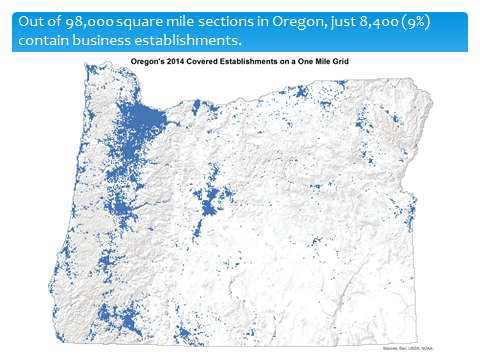 Out of 98,000 square mile sections in Oregon, just 8,400 (9%)
contain business establishments.
Oregon's 2014 Covered Establishments on a One Mile Grid
Sources: Esri, USGS, NOAA